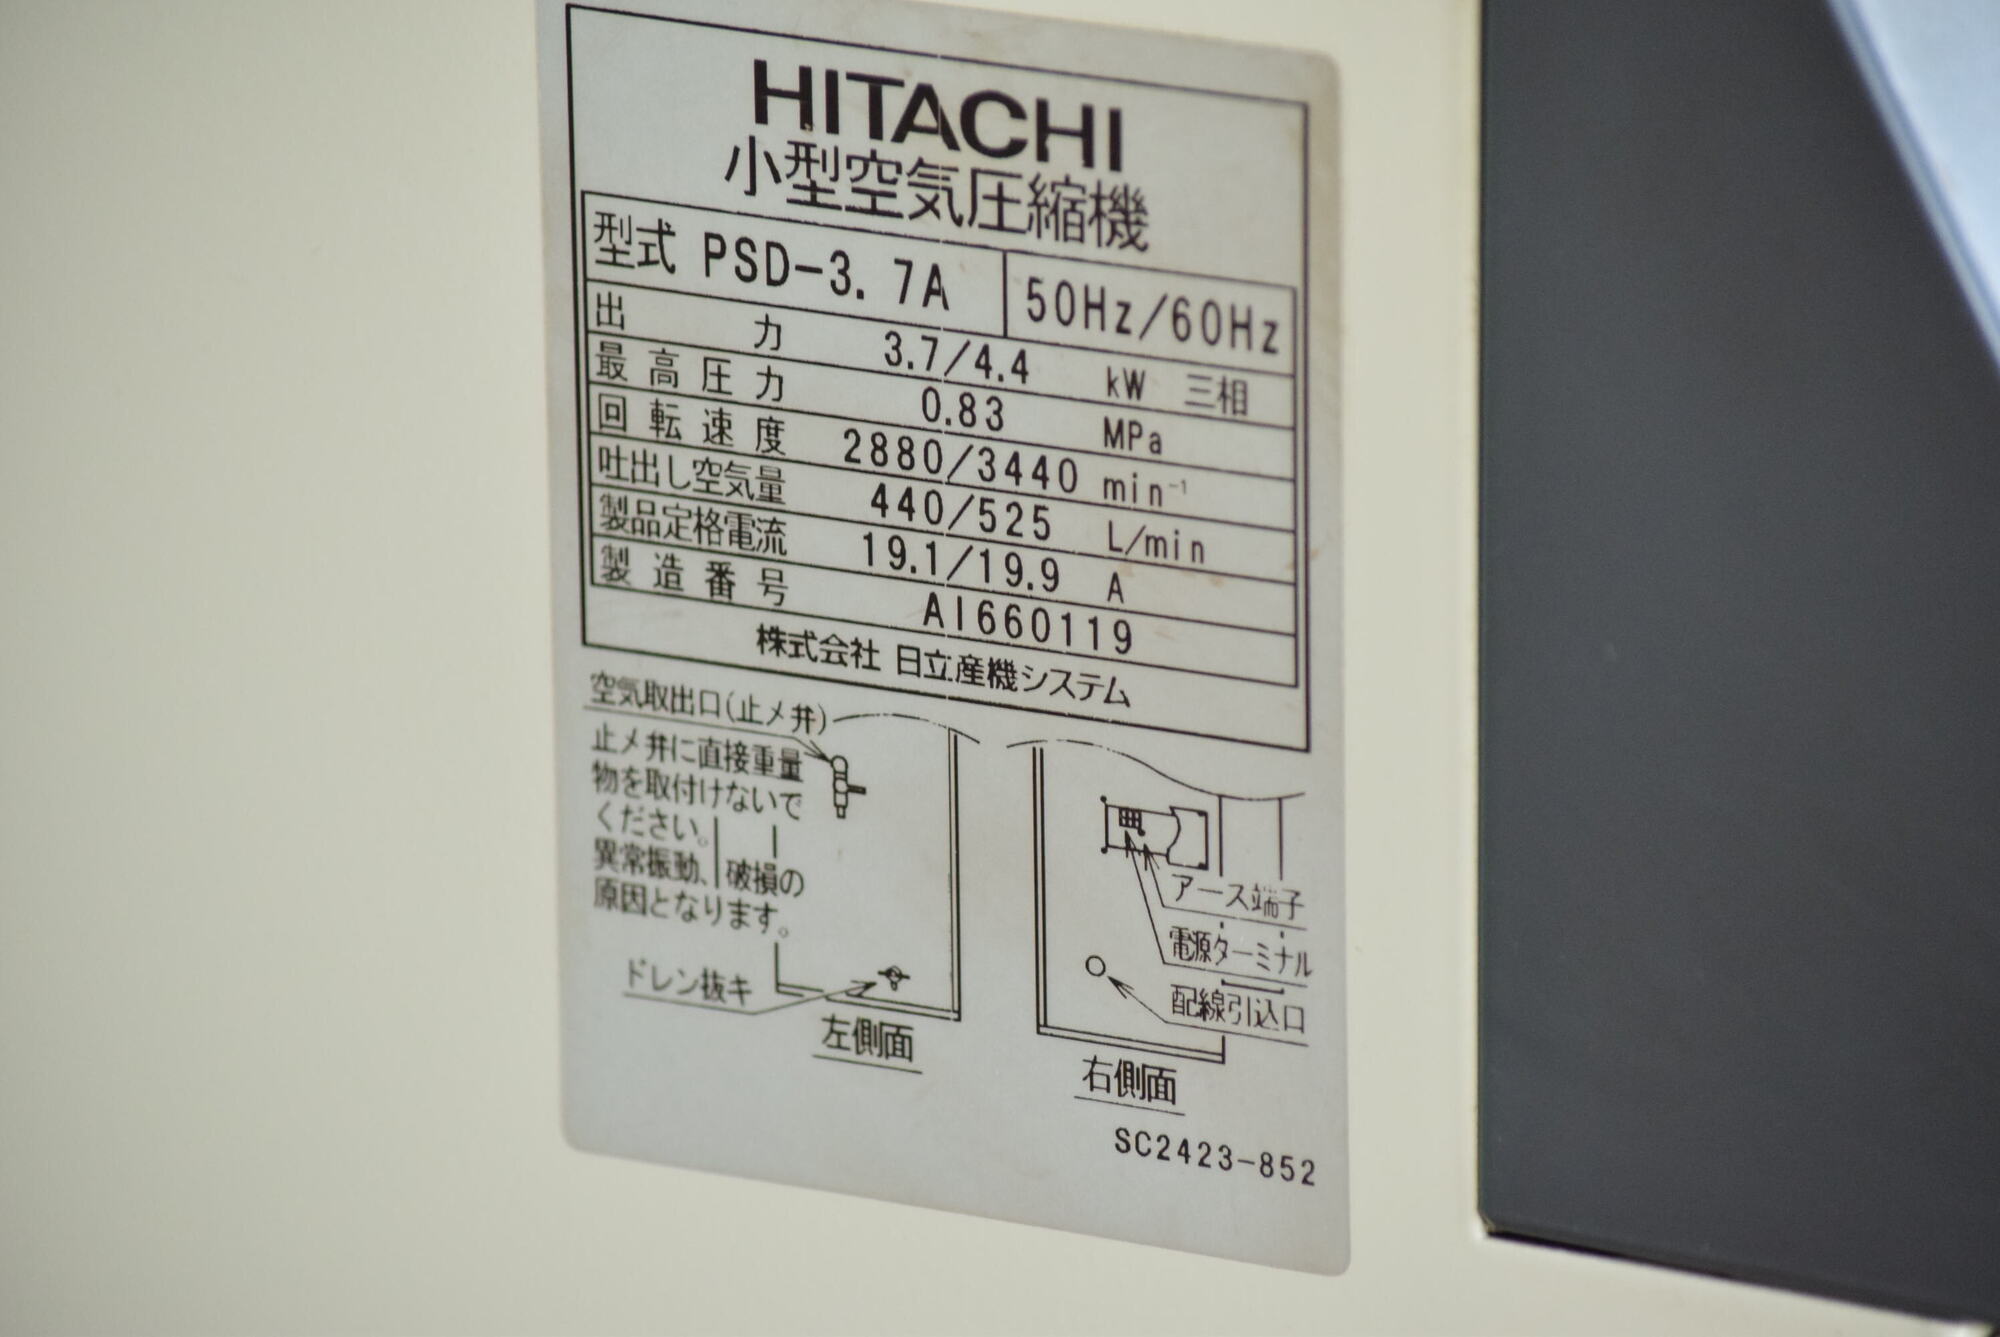 HITACHI
小型空気圧縮機
型式 PSD-3.7A 50Hz/60Hz
出力 3.7/4.4 kW 三相
最高圧力 0.83 MPa
回転速度 2880/3440 min⁻¹
吐出し空気量 440/525 L/min
製品定格電流 19.1/19.9 A
製造番号 AI660119
株式会社 日立産機システム
空気取出口(止メ弁)
止メ弁に直接重量
物を取付けないで
ください。
異常振動、破損の
原因となります。
ドレン抜キ
左側面
アース端子
電源ターミナル
配線引込口
右側面
SC2423-852